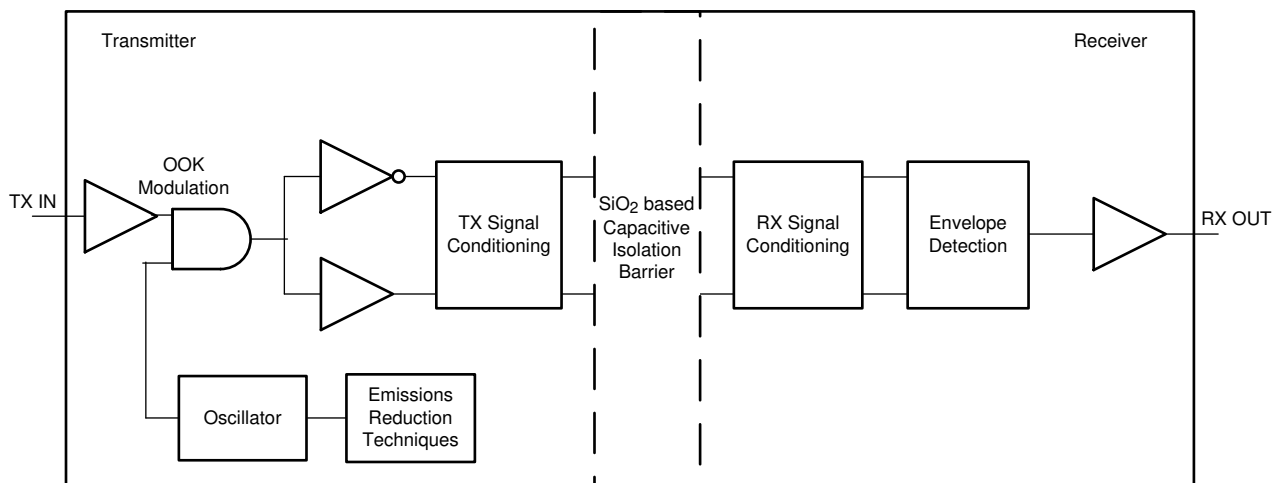 Transmitter
Receiver
OOK
Modulation
TX IN
TX Signal
Conditioning
SiO2 based
Capacitive
Isolation
Barrier
RX Signal
Conditioning
Envelope
Detection
RX OUT
Oscillator
Emissions
Reduction
Techniques